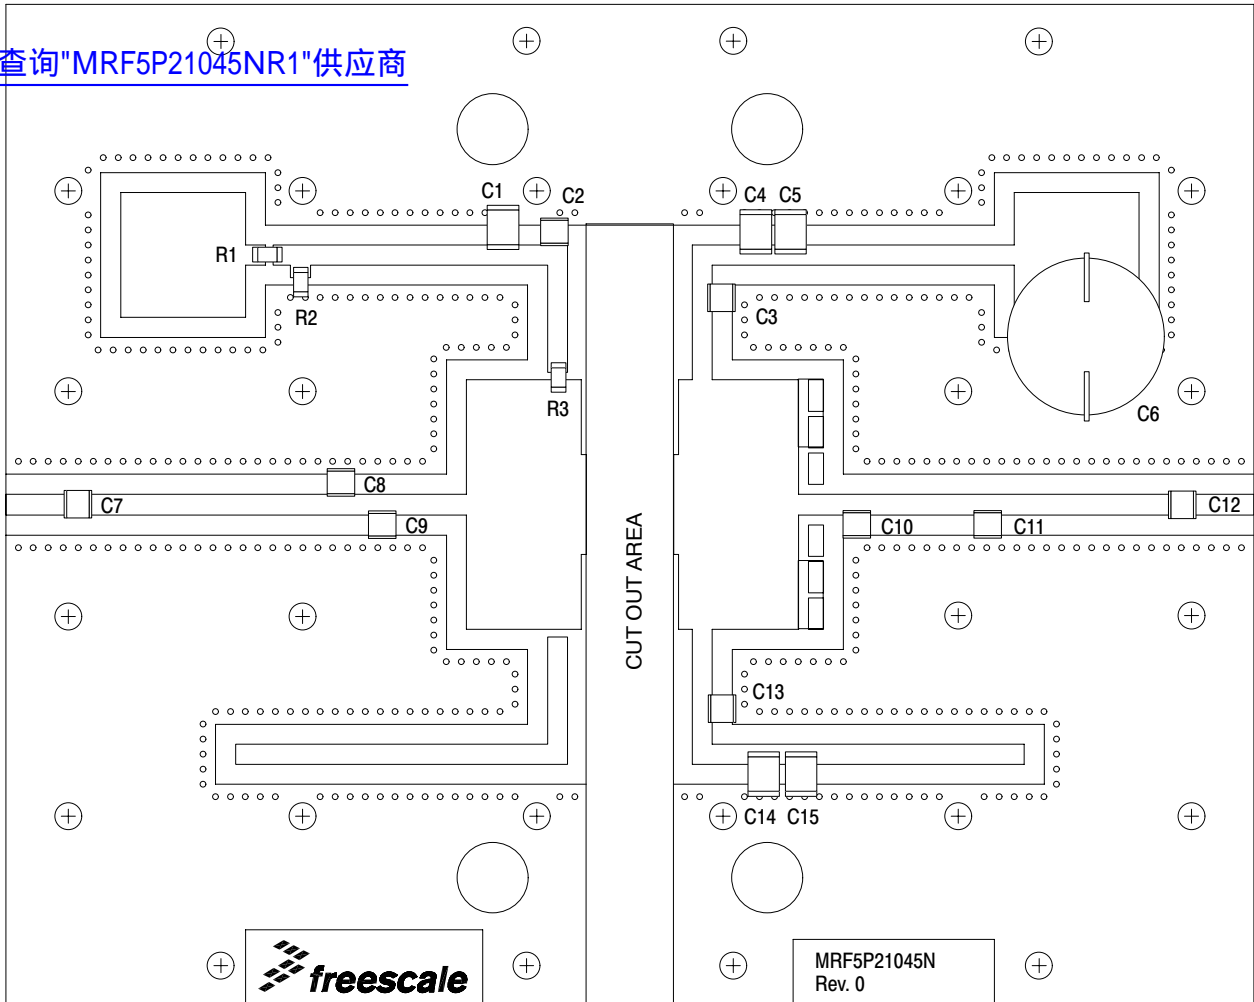 查询"MRF5P21045NR1"供应商
C1
C2
C4 C5
R1
R2
C3
R3
C6
C8
C7
C9
C12
C10
C11
CUT OUT AREA
C13
C14 C15
freescale
MRF5P21045N
Rev. 0